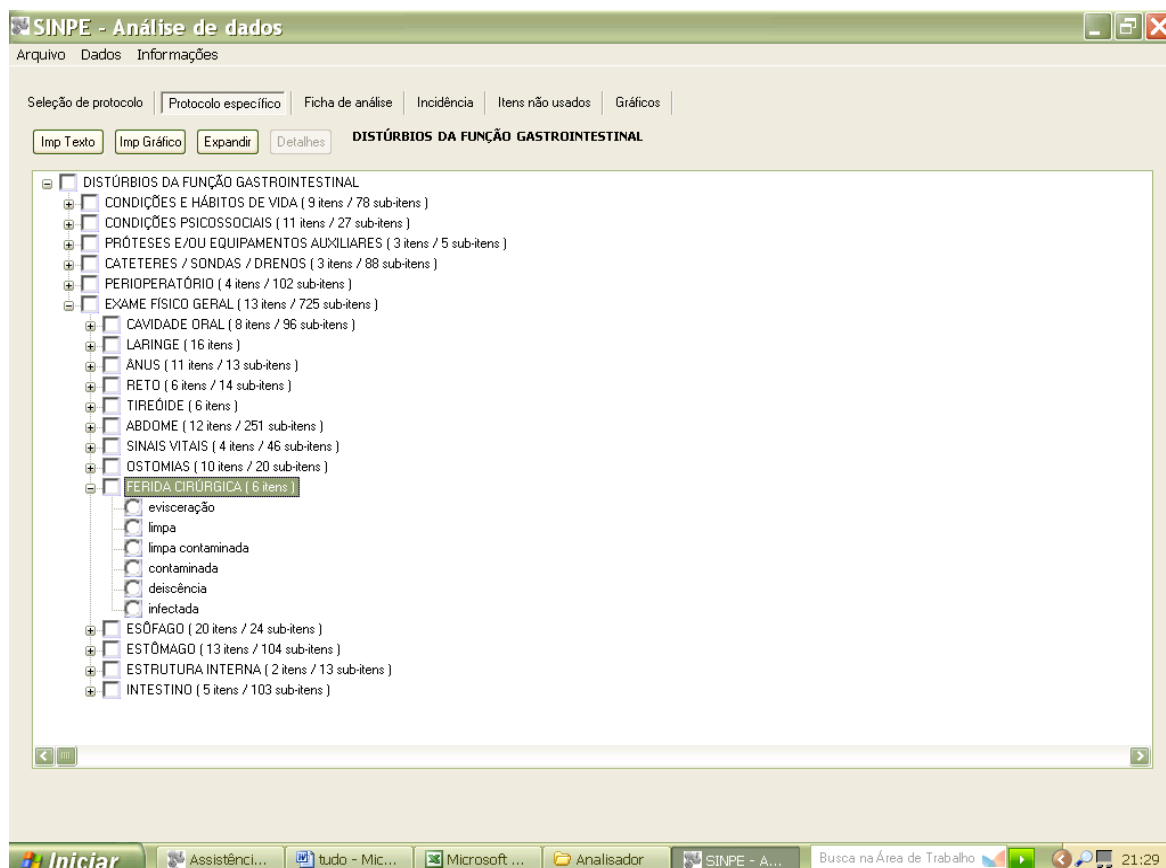 SINPE - Análise de dados
Arquivo Dados Informações
Seleção de protocolo Protocolo específico Ficha de análise Incidência Itens não usados Gráficos
Imp Texto Imp Gráfico Expandir Detalhes DISTÚRBIOS DA FUNÇÃO GASTROINTESTINAL
DISTÚRBIOS DA FUNÇÃO GASTROINTESTINAL
CONDIÇÕES E HÁBITOS DE VIDA ( 9 itens / 78 sub-itens )
CONDIÇÕES PSICOSSOCIAIS ( 11 itens / 27 sub-itens )
PRÓTESES E/OU EQUIPAMENTOS AUXILIARES ( 3 itens / 5 sub-itens )
CATETERES / SONDAS / DRENOS ( 3 itens / 88 sub-itens )
PERIOPERATÓRIO ( 4 itens / 102 sub-itens )
EXAME FÍSICO GERAL ( 13 itens / 725 sub-itens )
CAVIDADE ORAL ( 8 itens / 96 sub-itens )
LARINGE ( 16 itens )
ÂNUS ( 11 itens / 13 sub-itens )
RETO ( 6 itens / 14 sub-itens )
TIREÓIDE ( 6 itens )
ABDOME ( 12 itens / 251 sub-itens )
SINAIS VITAIS ( 4 itens / 46 sub-itens )
OSTOMIAS ( 10 itens / 20 sub-itens )
FERIDA CIRÚRGICA ( 6 itens )
evisceração
limpa
limpa contaminada
contaminada
deiscência
infectada
ESÔFAGO ( 20 itens / 24 sub-itens )
ESTÔMAGO ( 13 itens / 104 sub-itens )
ESTRUTURA INTERNA ( 2 itens / 13 sub-itens )
INTESTINO ( 5 itens / 103 sub-itens )
Iniciar Assistênci... tudo - Mic... Microsoft ... Analisador SINPE - A... Busca na Área de Trabalho 21:29